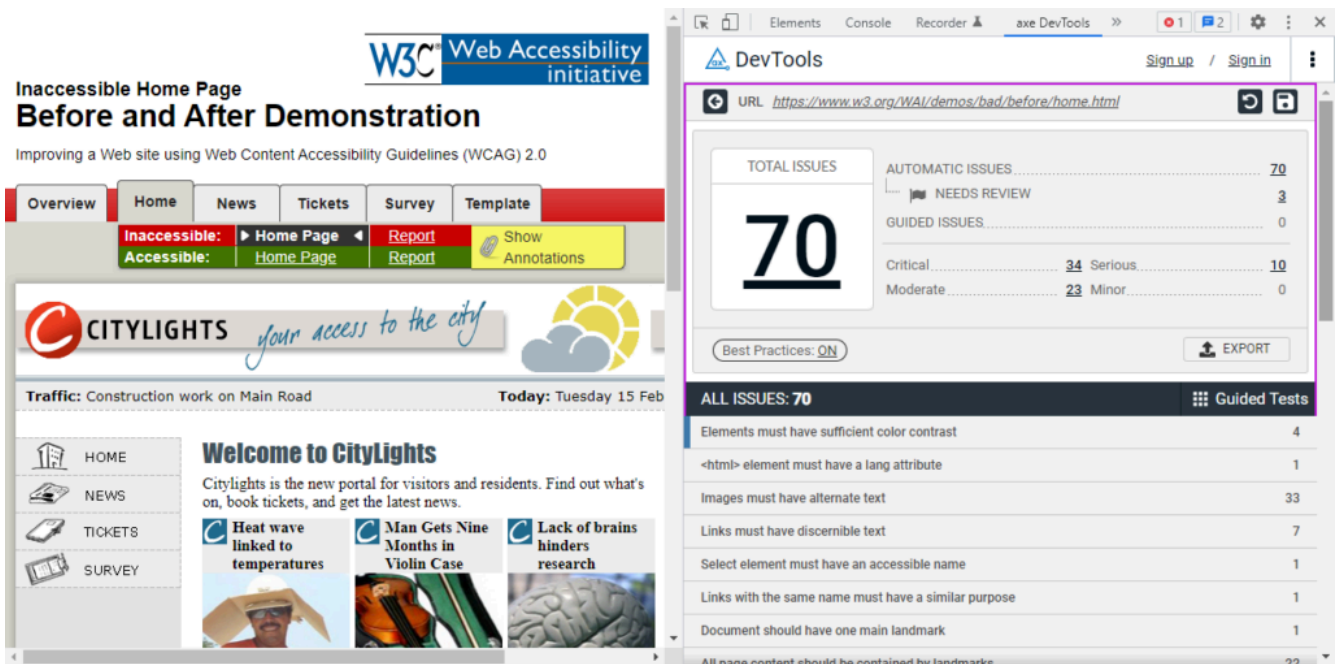 W3C® Web Accessibility
initiative
Inaccessible Home Page
Before and After Demonstration
Improving a Web site using Web Content Accessibility Guidelines (WCAG) 2.0
Overview Home News Tickets Survey Template
Inaccessible: Home Page Report
Accessible: Home Page Report
Show
Annotations
CITYLIGHTS your access to the city
Traffic: Construction work on Main Road Today: Tuesday 15 Feb
HOME
NEWS
TICKETS
SURVEY
Welcome to CityLights
Citylights is the new portal for visitors and residents. Find out what's
on, book tickets, and get the latest news.
Heat wave
linked to
temperatures
Man Gets Nine
Months in
Violin Case
Lack of brains
hinders
research
Elements Console Recorder axe DevTools » 1 2
ax DevTools Sign up / Sign in
URL https://www.w3.org/WAI/demos/bad/before/home.html
TOTAL ISSUES
70
AUTOMATIC ISSUES 70
NEEDS REVIEW 3
GUIDED ISSUES 0
Critical 34 Serious 10
Moderate 23 Minor 0
Best Practices: ON
EXPORT
ALL ISSUES: 70 Guided Tests
Elements must have sufficient color contrast 4
<html> element must have a lang attribute 1
Images must have alternate text 33
Links must have discernible text 7
Select element must have an accessible name 1
Links with the same name must have a similar purpose 1
Document should have one main landmark 1
All page content should be contained by landmarks 22